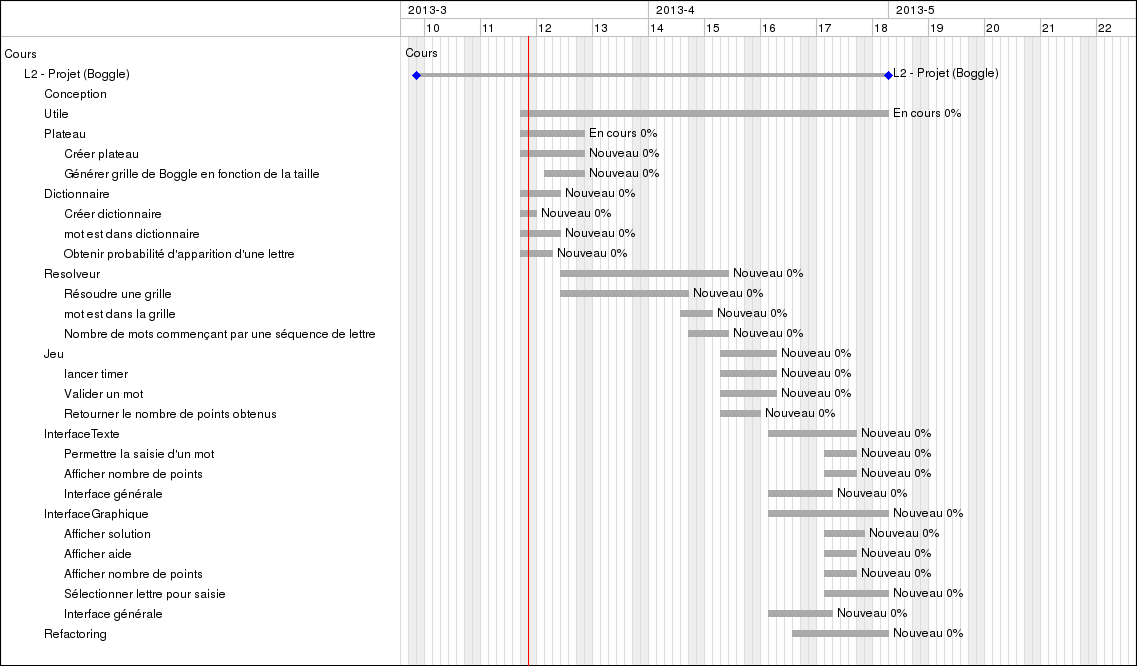 2013-3 2013-4 2013-5
10 11 12 13 14 15 16 17 18 19 20 21 22
Cours Cours
L2 - Projet (Boggle) L2 - Projet (Boggle)
Conception
Utile En cours 0%
Plateau En cours 0%
Créer plateau Nouveau 0%
Générer grille de Boggle en fonction de la taille Nouveau 0%
Dictionnaire Nouveau 0%
Créer dictionnaire Nouveau 0%
mot est dans dictionnaire Nouveau 0%
Obtenir probabilité d'apparition d'une lettre Nouveau 0%
Resolveur Nouveau 0%
Résoudre une grille Nouveau 0%
mot est dans la grille Nouveau 0%
Nombre de mots commençant par une séquence de lettre Nouveau 0%
Jeu Nouveau 0%
lancer timer Nouveau 0%
Valider un mot Nouveau 0%
Retourner le nombre de points obtenus Nouveau 0%
InterfaceTexte Nouveau 0%
Permettre la saisie d'un mot Nouveau 0%
Afficher nombre de points Nouveau 0%
Interface générale Nouveau 0%
InterfaceGraphique Nouveau 0%
Afficher solution Nouveau 0%
Afficher aide Nouveau 0%
Afficher nombre de points Nouveau 0%
Sélectionner lettre pour saisie Nouveau 0%
Interface générale Nouveau 0%
Refactoring Nouveau 0%